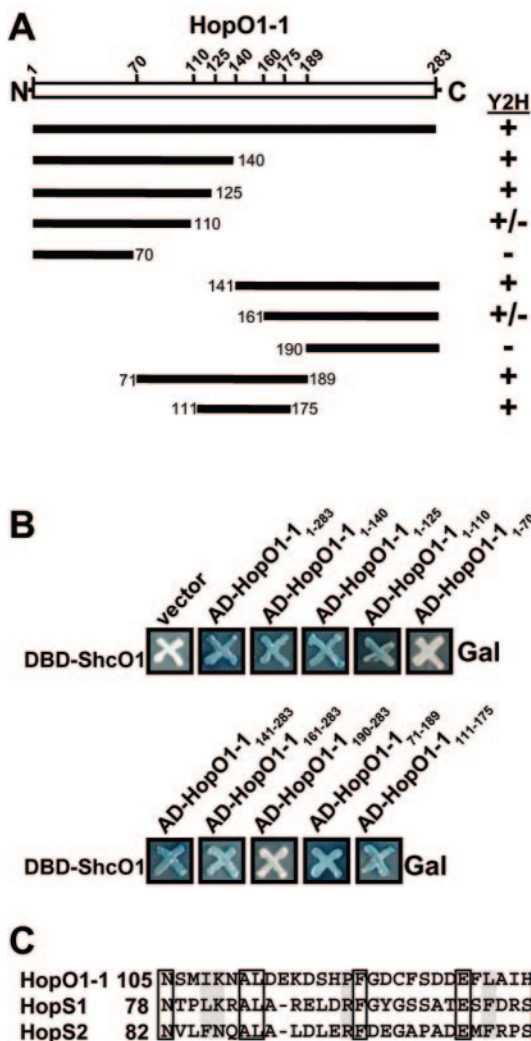 A
HopO1-1
1 70 110 125 140 160 175 189 283
N C
Y2H
+
140 +
125 +
110 +/-
70 -
141 +
161 +/-
190 -
71 189 +
111 175 +
B
vector AD-HopO1-1 1-283 AD-HopO1-1 1-140 AD-HopO1-1 1-125 AD-HopO1-1 1-110 AD-HopO1-1 1-70
DBD-ShcO1 Gal
AD-HopO1-1 141-283 AD-HopO1-1 161-283 AD-HopO1-1 190-283 AD-HopO1-1 71-189 AD-HopO1-1 111-175
DBD-ShcO1 Gal
C
HopO1-1 105 NSMIKNALDEKDSHPFGDCFSDDEFLAIH
HopS1 78 NTPLKRALA-RELDRFYGSSATESFDRS
HopS2 82 NVLFNQALA-LDLERFDEGAPADEMFRPS